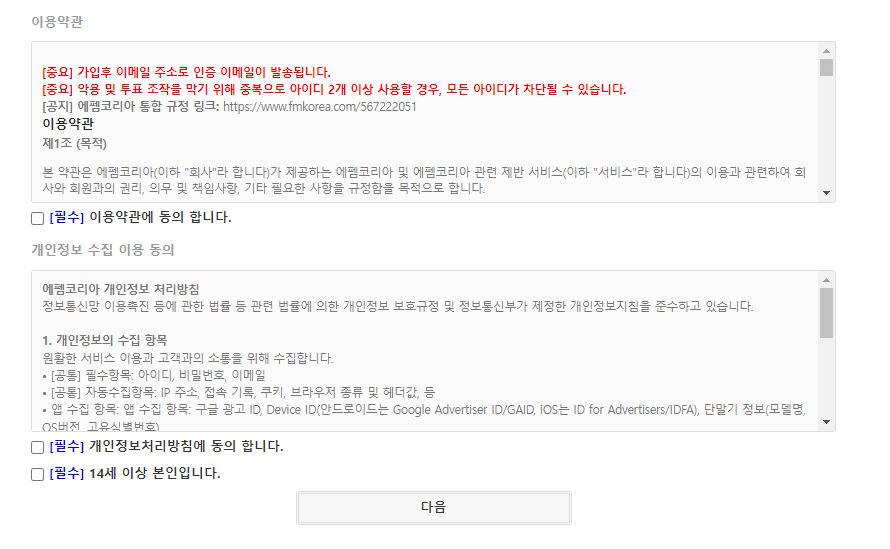 이용약관
[중요] 가입후 이메일 주소로 인증 이메일이 발송됩니다.
[중요] 악용 및 투표 조작을 막기 위해 중복으로 아이디 2개 이상 사용할 경우, 모든 아이디가 차단될 수 있습니다.
[공지] 에펨코리아 통합 규정 링크: https://www.fmkorea.com/567222051
이용약관
제1조 (목적)
본 약관은 에펨코리아(이하 "회사"라 합니다)가 제공하는 에펨코리아 및 에펨코리아 관련 제반 서비스(이하 "서비스"라 합니다)의 이용과 관련하여 회
사와 회원과의 권리, 의무 및 책임사항, 기타 필요한 사항을 규정함을 목적으로 합니다.
[필수] 이용약관에 동의 합니다.
개인정보 수집 이용 동의
에펨코리아 개인정보 처리방침
정보통신망 이용촉진 등에 관한 법률 등 관련 법률에 의한 개인정보 보호규정 및 정보통신부가 제정한 개인정보지침을 준수하고 있습니다.
1. 개인정보의 수집 항목
원활한 서비스 이용과 고객과의 소통을 위해 수집합니다.
• [공통] 필수항목: 아이디, 비밀번호, 이메일
• [공통] 자동수집항목: IP 주소, 접속 기록, 쿠키, 브라우저 종류 및 헤더값, 등
• 앱 수집 항목: 앱 수집 항목: 구글 광고 ID, Device ID(안드로이드는 Google Advertiser ID/GAID, iOS는 ID for Advertisers/IDFA), 단말기 정보(모델명,
OS버전, 고유식별번호)
[필수] 개인정보처리방침에 동의 합니다.
[필수] 14세 이상 본인입니다.
다음